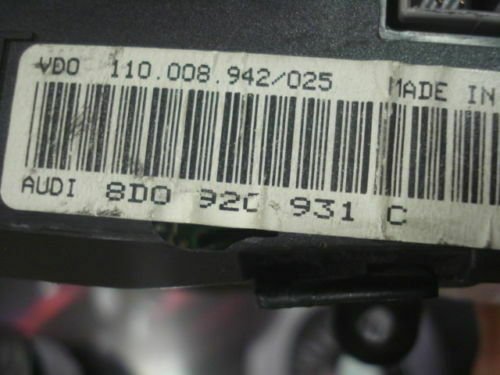 VDO 110.008.942/025 MADE IN
AUDI 8D0 920 931 C